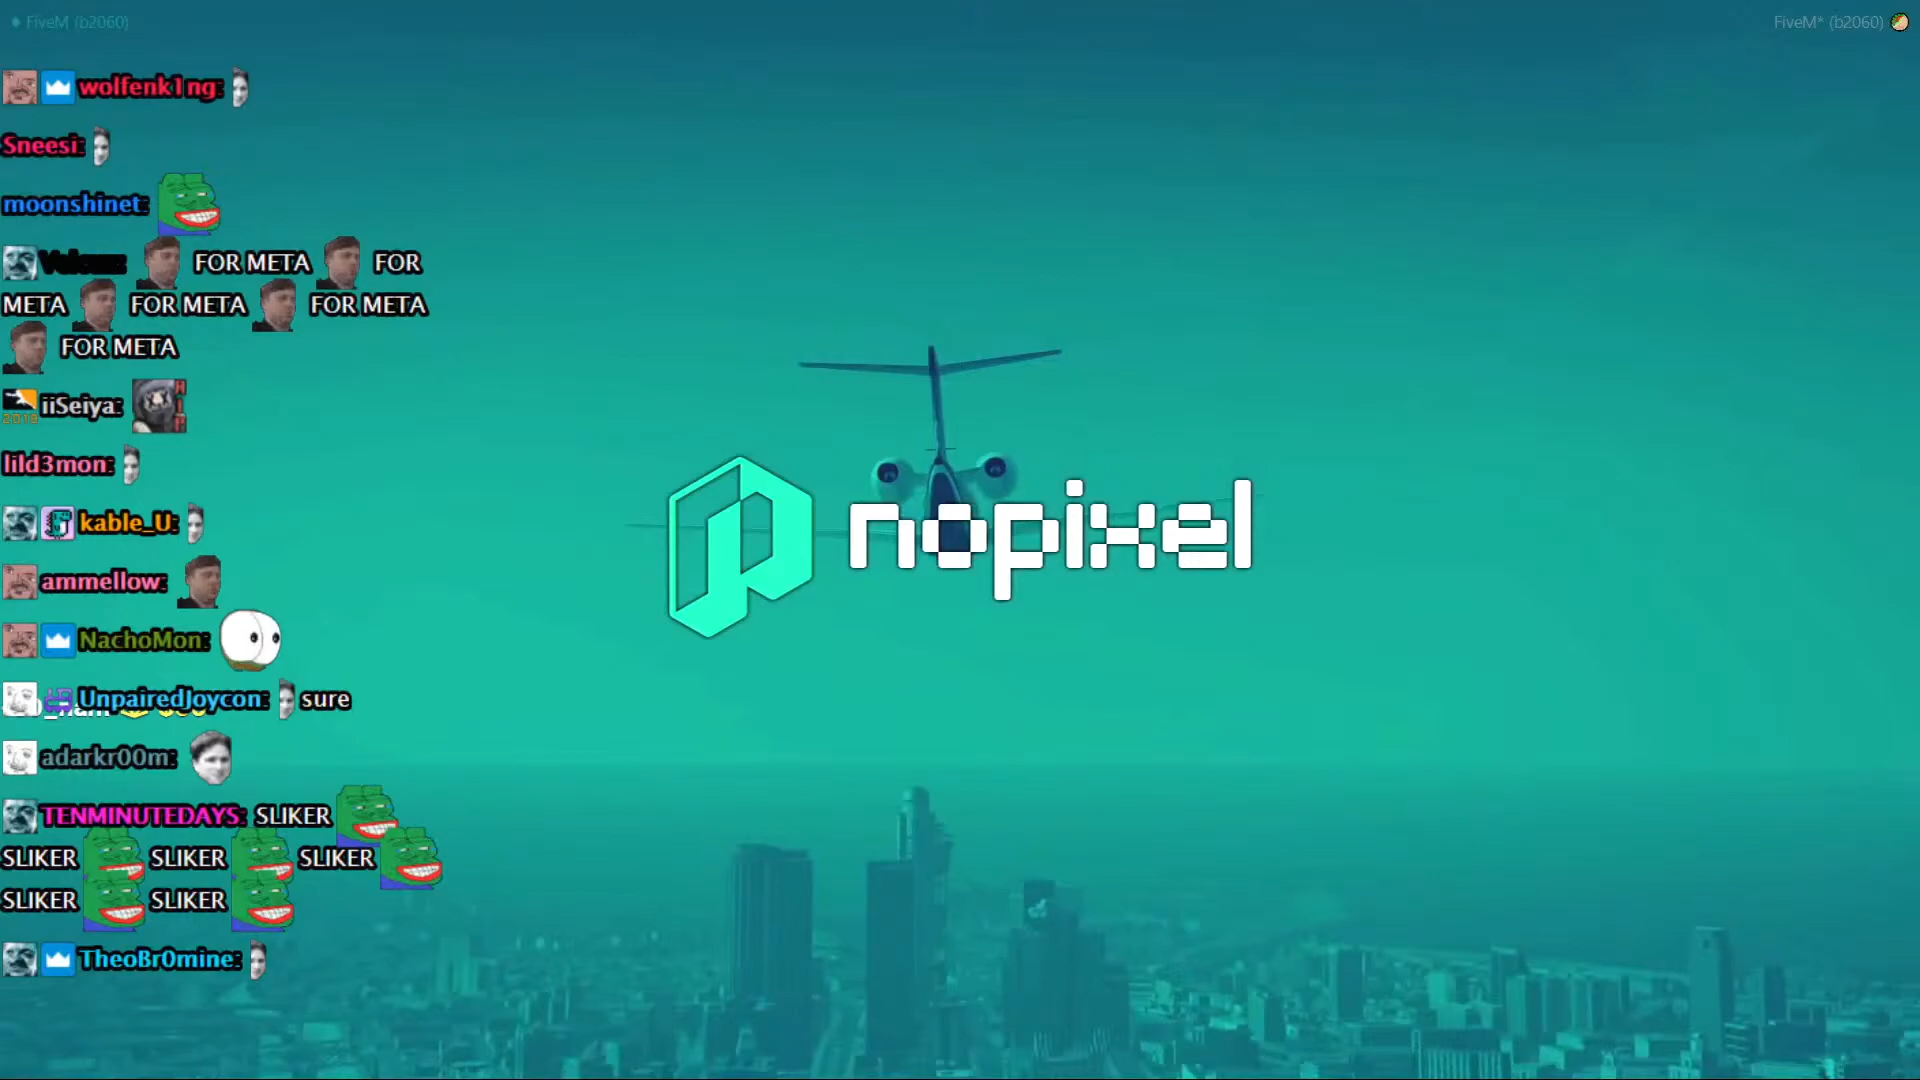 FiveM (b2060)
FiveM* (b2060)
wolfenk1ng:
Sneesi:
moonshinet:
FOR META FOR
META FOR META FOR META
FOR META
2019 iiSeiya:
lild3mon:
kable_U:
ammellow:
NachoMon:
UnpairedJoycon: sure
adarkr00m:
TENMINUTEDAYS: SLIKER
SLIKER SLIKER SLIKER
SLIKER SLIKER
TheoBr0mine:
nopixel